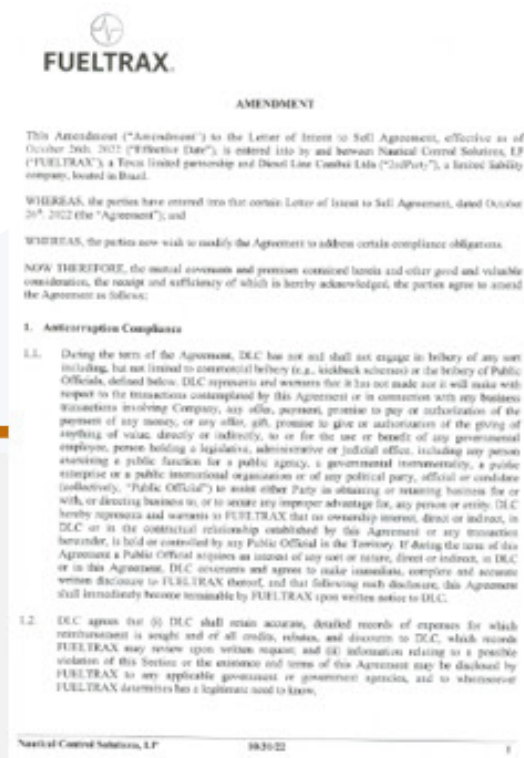 FUELTRAX.
AMENDMENT
This Amendment ("Amendment") to the Letter of Intent to Sell Agreement, effective as of
October 26th, 2022 ("Effective Date"), is entered into by and between Nautical Control Solutions, LP
("FUELTRAX"), a Texas limited partnership and Diesel Line Combat Ltda ("2ndParty"), a limited liability
company, located in Brazil.
WHEREAS, the parties have entered into that certain Letter of Intent to Sell Agreement, dated October
26th, 2022 (the "Agreement"); and
WHEREAS, the parties now wish to modify the Agreement to address certain compliance obligations
NOW THEREFORE, the mutual covenants and promises contained herein and other good and valuable
consideration, the receipt and sufficiency of which is hereby acknowledged, the parties agree to amend
the Agreement as follows:
1. Anticorruption Compliance
1.1. During the term of the Agreement, DLC has not and shall not engage in bribery of any sort
including, but not limited to commercial bribery (e.g., kickback schemes) or the bribery of Public
Officials, defined below. DLC represents and warrants that it has not made nor it will make with
respect to the transactions contemplated by this Agreement or in connection with any business
transactions involving Company, any offer, payment, promise to pay or authorization of the
payment of any money, or any offer, gift, promise to give or authorization of the giving of
anything of value, directly or indirectly, to or for the use or benefit of any governmental
employee, person holding a legislative, administrative or judicial office, including any person
exercising a public function for a public agency, a governmental instrumentality, a public
enterprise or a public international organization or of any political party, official or candidate
(collectively, "Public Official") to assist either Party in obtaining or retaining business for or
with, or directing business to, or to secure any improper advantage for, any person or entity. DLC
hereby represents and warrants to FUELTRAX that no ownership interest, direct or indirect, in
DLC or in the contractual relationship established by this Agreement or any transaction
hereunder, is held or controlled by any Public Official in the Territory. If during the term of this
Agreement a Public Official acquires an interest of any sort or nature, direct or indirect, in DLC
or in this Agreement, DLC covenants and agrees to make immediate, complete and accurate
written disclosure to FUELTRAX thereof, and that following such disclosure, this Agreement
shall immediately become terminable by FUELTRAX upon written notice to DLC.
1.2. DLC agrees that (i) DLC shall retain accurate, detailed records of expenses for which
reimbursement is sought and of all credits, rebates, and discounts to DLC, which records
FUELTRAX may review upon written request; and (ii) information relating to a possible
violation of this Section or the existence and terms of this Agreement may be disclosed by
FUELTRAX to any applicable government or government agencies, and to whomsoever
FUELTRAX determines has a legitimate need to know.
Nautical Control Solutions, LP 10/31/22 1